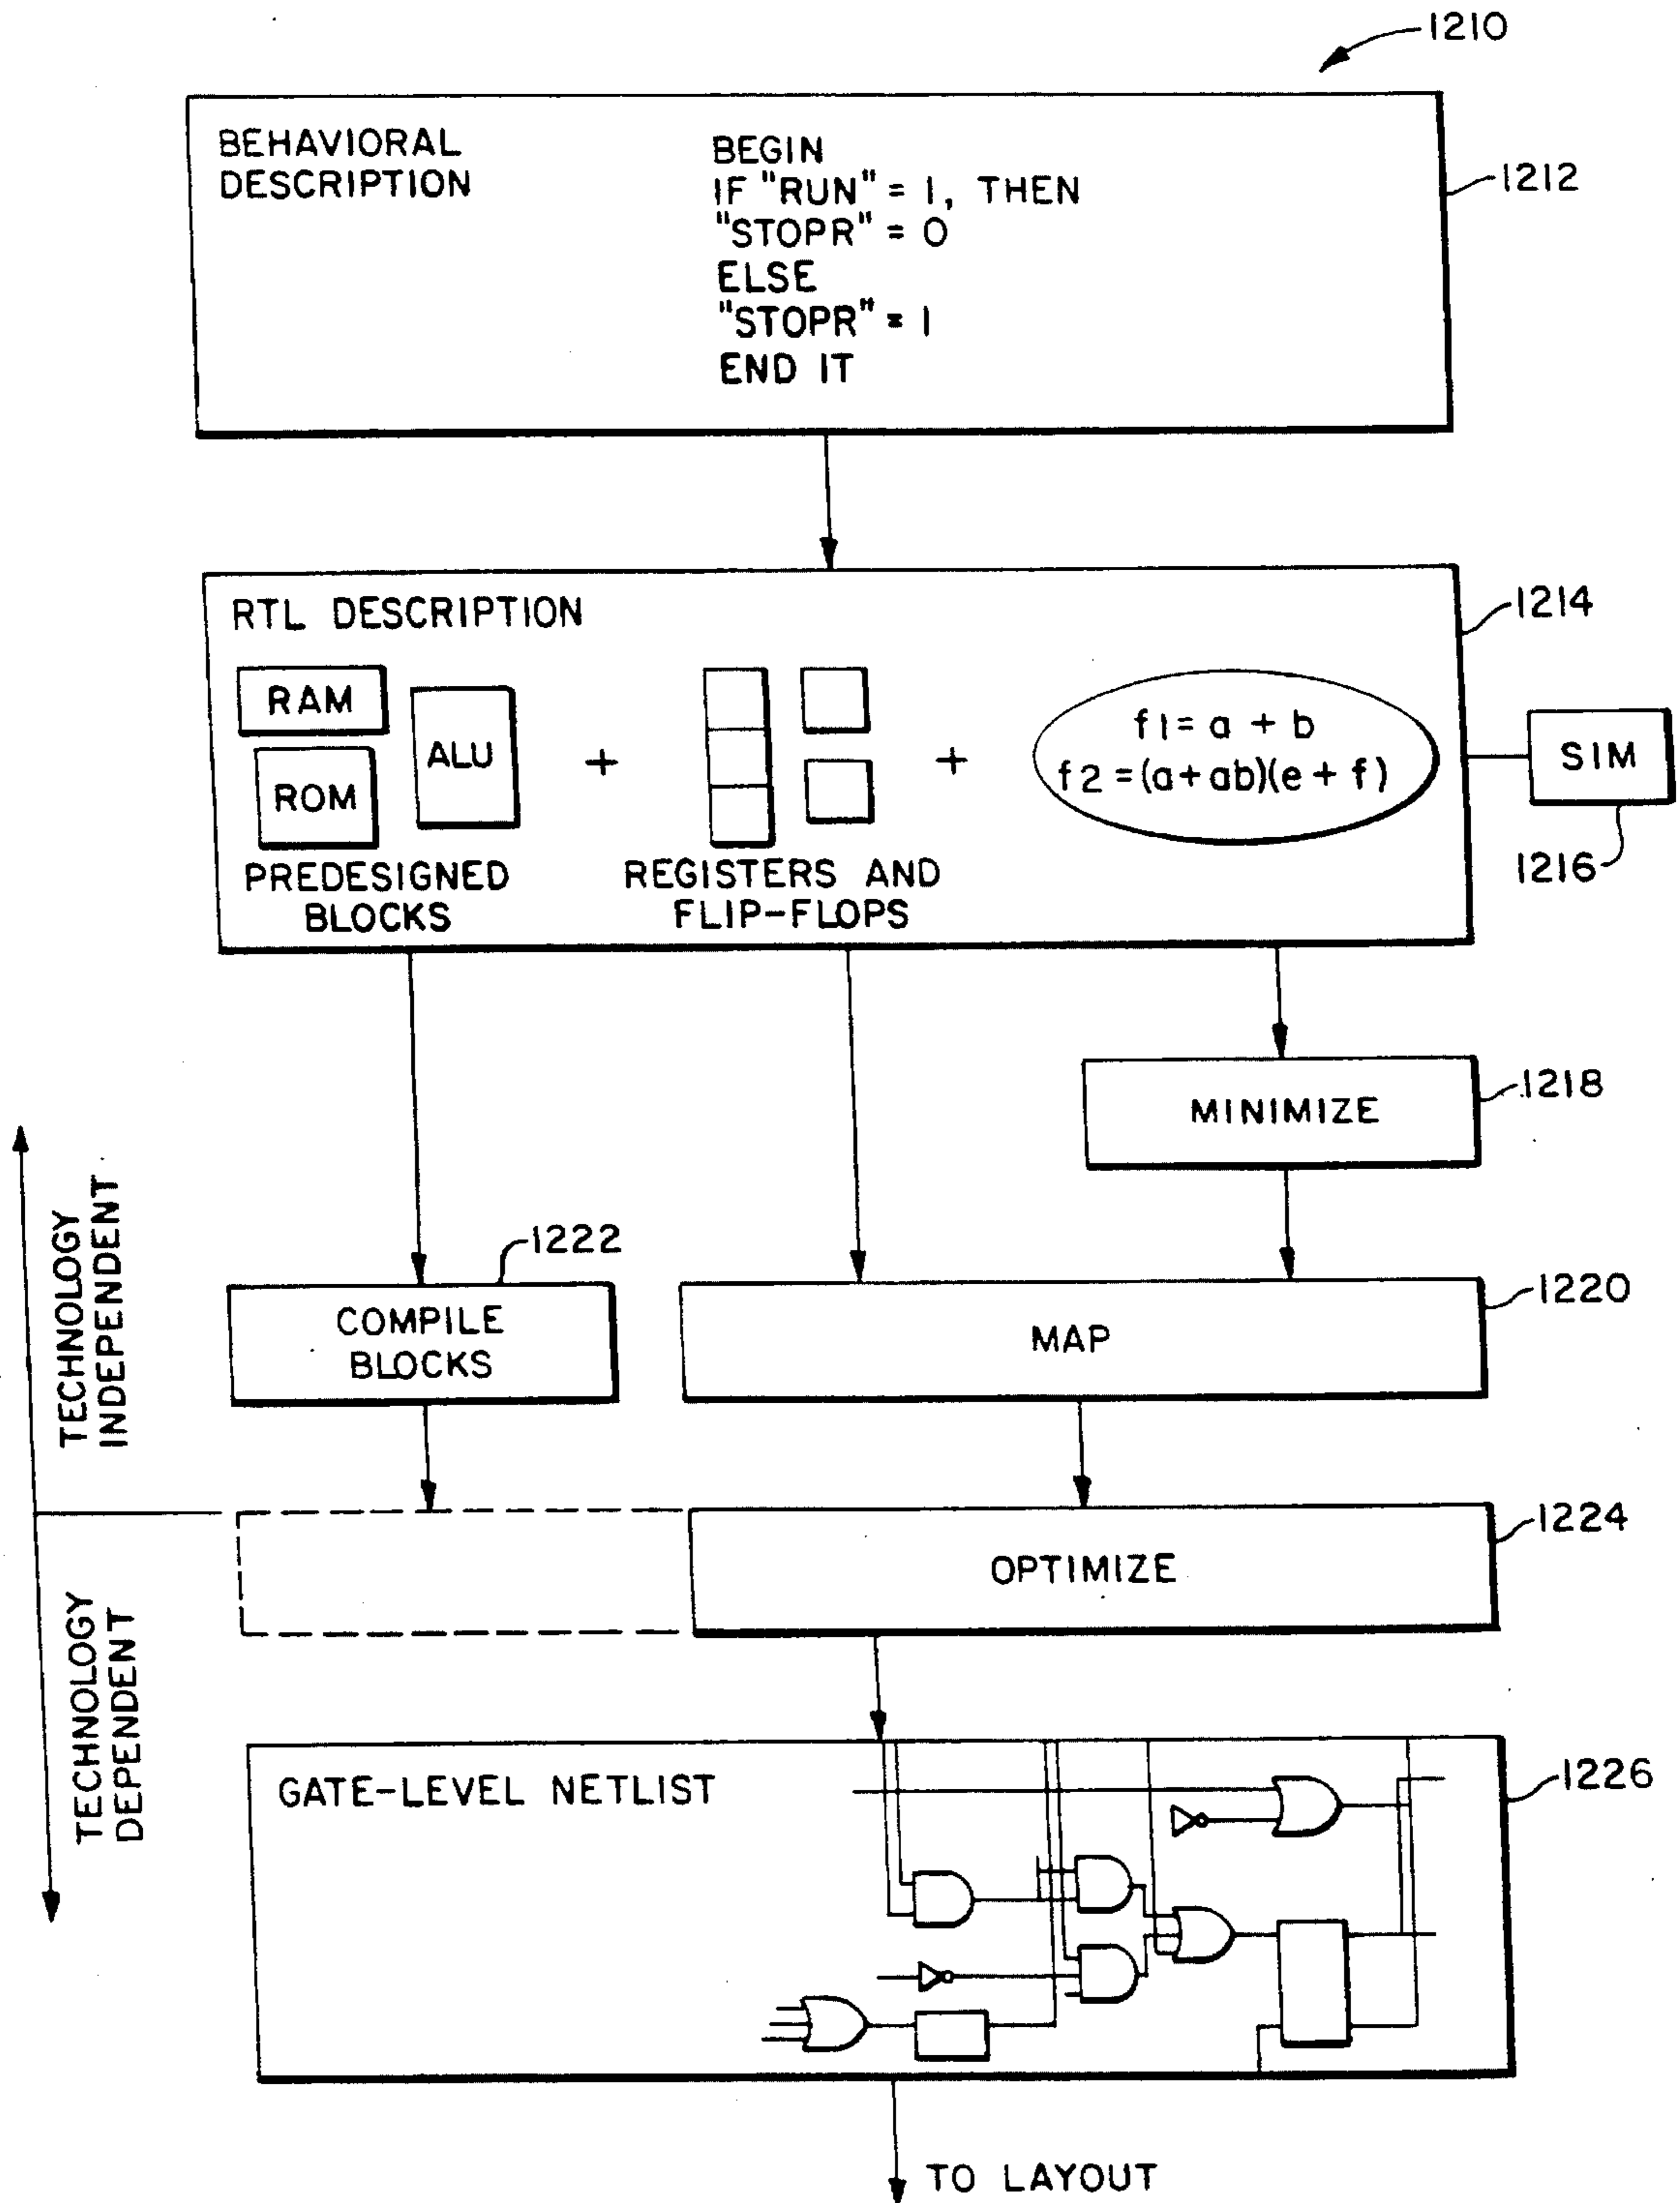 1210
BEHAVIORAL
DESCRIPTION
BEGIN
IF "RUN" = 1, THEN
"STOPR" = 0
ELSE
"STOPR" = 1
END IT
1212
RTL DESCRIPTION
1214
RAM
ROM
ALU
+
+
f1 = a + b
f2 = (a+ab)(e + f)
SIM
1216
PREDESIGNED
BLOCKS
REGISTERS AND
FLIP-FLOPS
MINIMIZE
1218
TECHNOLOGY
INDEPENDENT
1222
COMPILE
BLOCKS
MAP
1220
OPTIMIZE
1224
TECHNOLOGY
DEPENDENT
GATE-LEVEL NETLIST
1226
TO LAYOUT